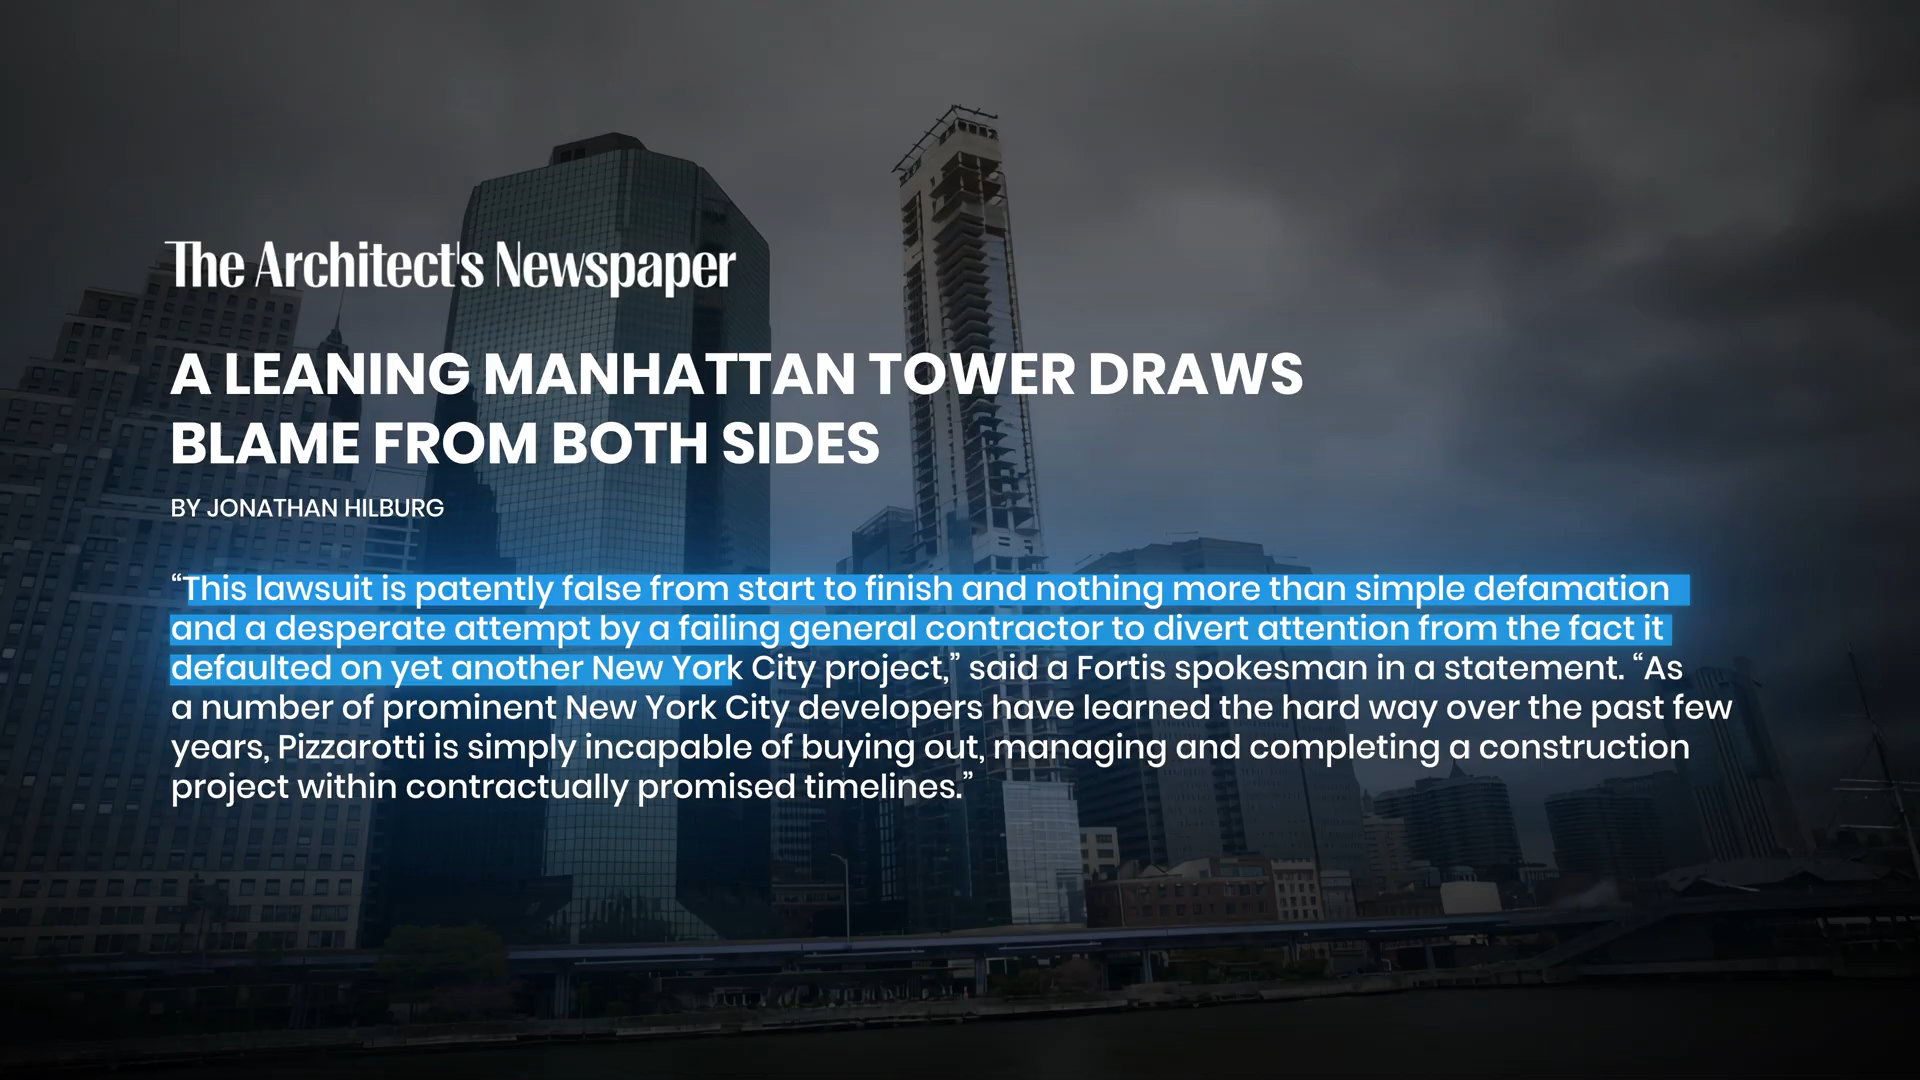 The Architect's Newspaper
A LEANING MANHATTAN TOWER DRAWS
BLAME FROM BOTH SIDES
BY JONATHAN HILBURG
“This lawsuit is patently false from start to finish and nothing more than simple defamation
and a desperate attempt by a failing general contractor to divert attention from the fact it
defaulted on yet another New York City project,” said a Fortis spokesman in a statement. “As
a number of prominent New York City developers have learned the hard way over the past few
years, Pizzarotti is simply incapable of buying out, managing and completing a construction
project within contractually promised timelines.”